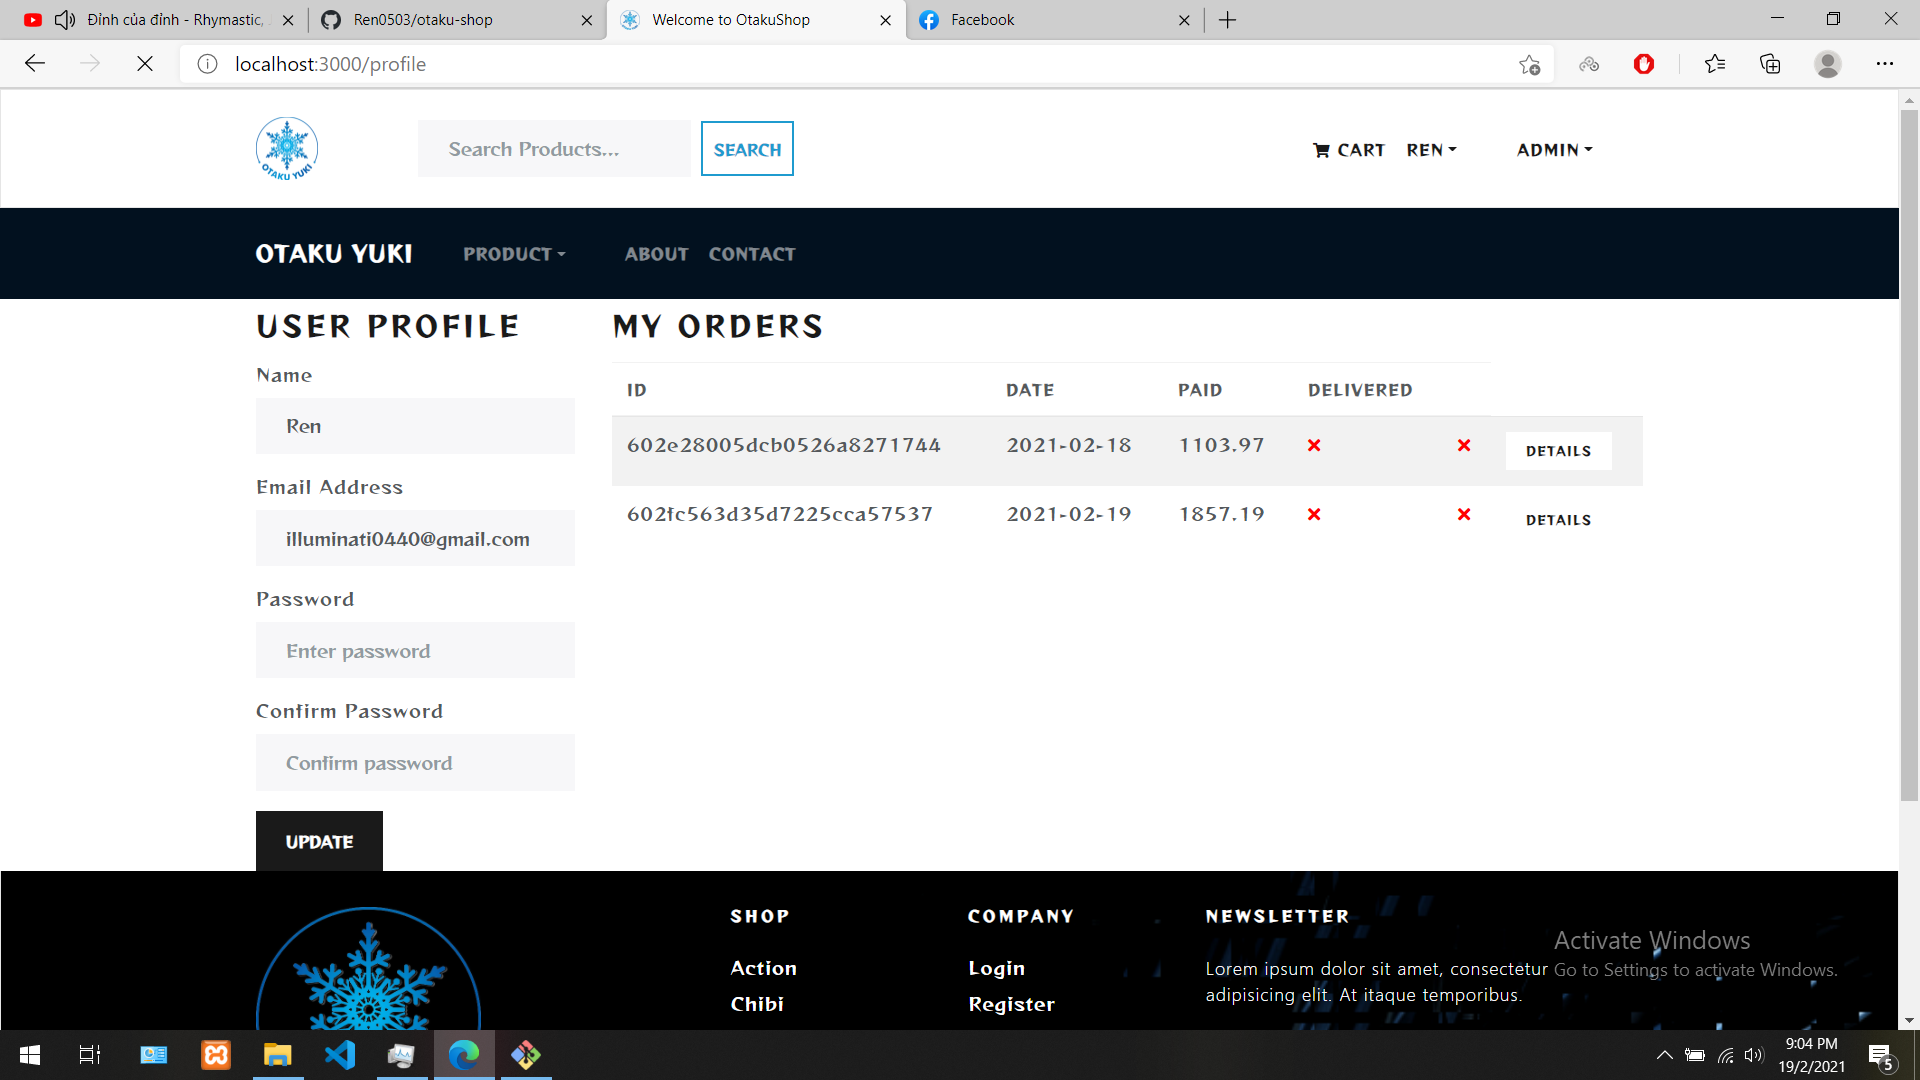 Đỉnh của đỉnh - Rhymastic,
Ren0503/otaku-shop
Welcome to OtakuShop
Facebook
localhost:3000/profile
OTAKU YUKI
Search Products...
SEARCH
CART
REN
ADMIN
OTAKU YUKI
PRODUCT
ABOUT
CONTACT
USER PROFILE
Name
Ren
Email Address
illuminati0440@gmail.com
Password
Enter password
Confirm Password
Confirm password
UPDATE
MY ORDERS
ID DATE PAID DELIVERED
602e28005dcb0526a8271744 2021-02-18 1103.97 DETAILS
602fc563d35d7225cca57537 2021-02-19 1857.19 DETAILS
SHOP
Action
Chibi
COMPANY
Login
Register
NEWSLETTER
Lorem ipsum dolor sit amet, consectetur
adipisicing elit. At itaque temporibus.
Activate Windows
Go to Settings to activate Windows.
9:04 PM
19/2/2021
5